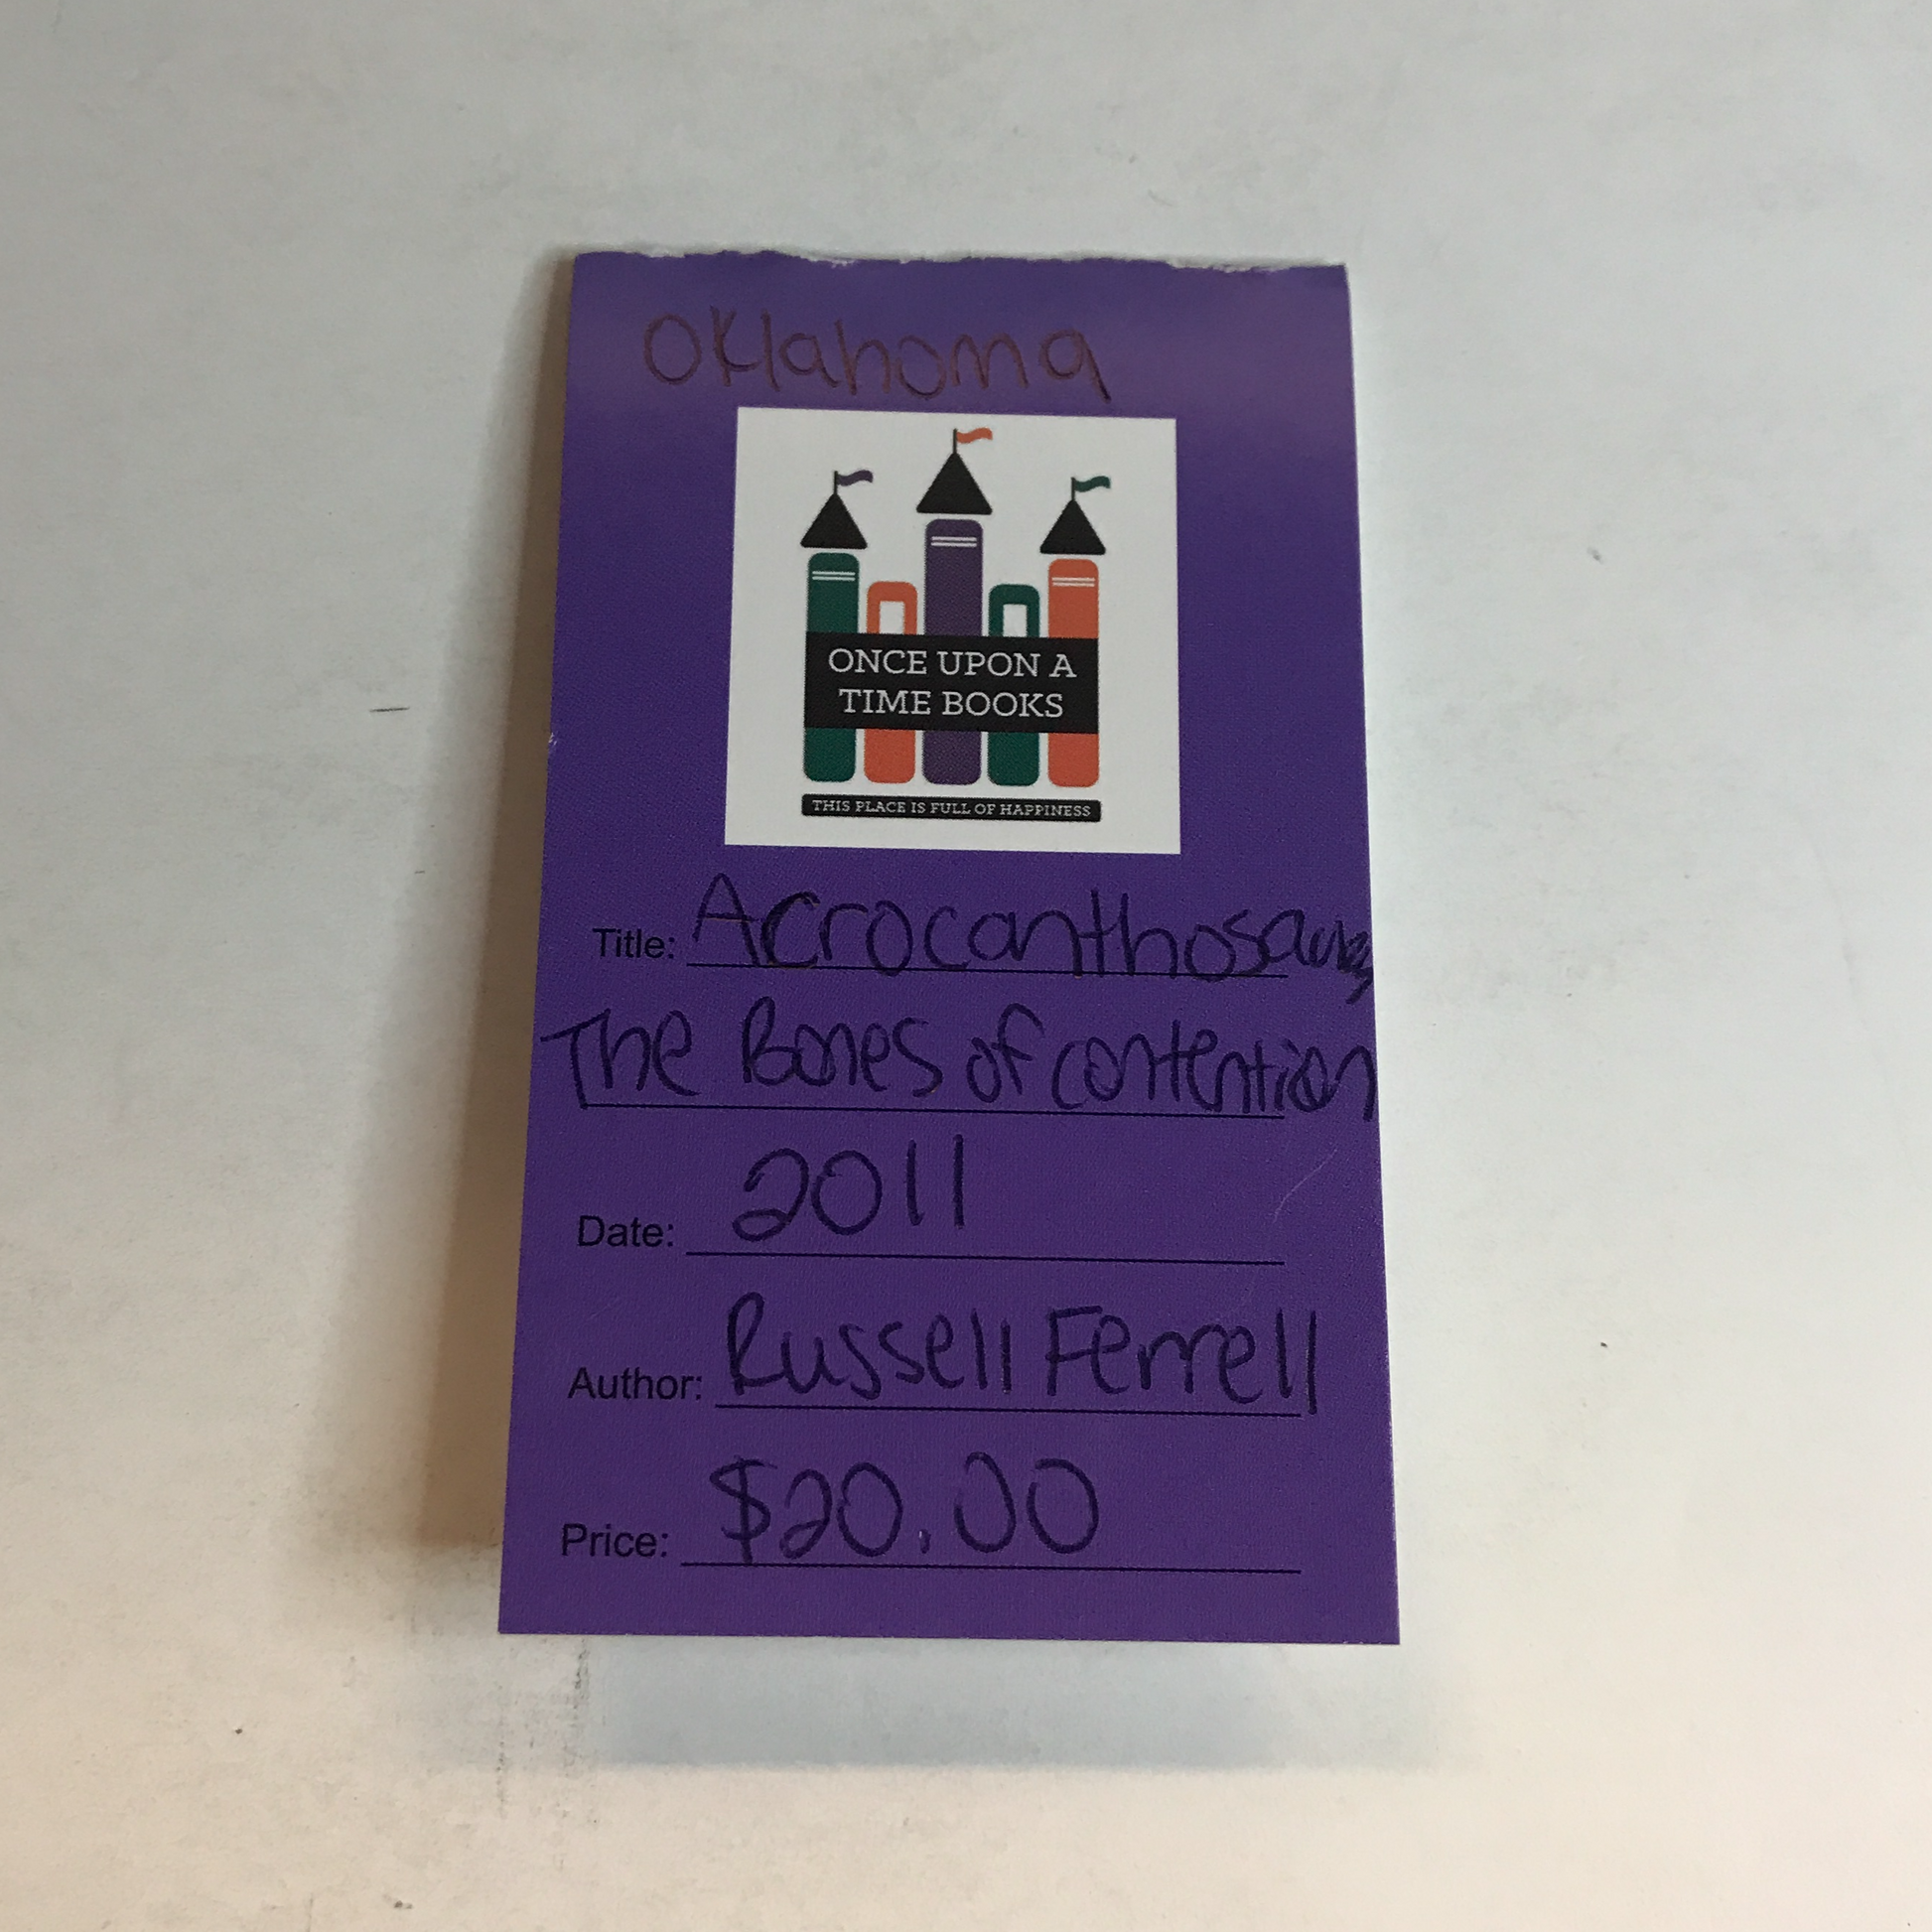 Oklahoma
ONCE UPON A
TIME BOOKS
THIS PLACE IS FULL OF HAPPINESS
Title: Acrocanthosaurus,
The Bones of contention
Date: 2011
Author: Russell Ferrell
Price: $20.00